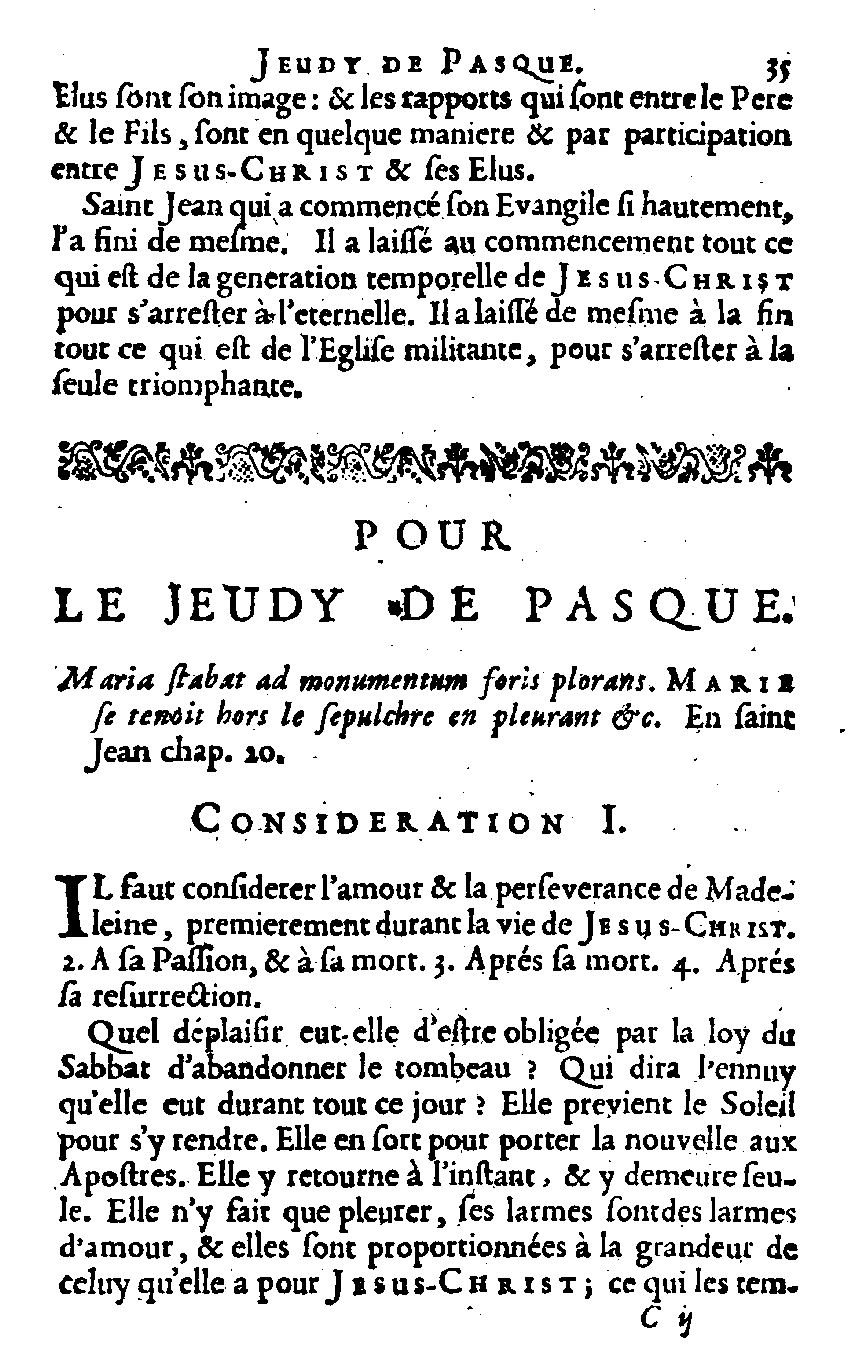 JEUDY DE PASQUE. 35
Elus ſont ſon image : & les rapports qui ſont entre le Pere
& le Fils, ſont en quelque maniere & par participation
entre JESUS-CHRIST & ſes Elus.
Saint Jean qui a commencé ſon Evangile ſi hautement,
l'a fini de meſme. Il a laiſſé au commencement tout ce
qui eſt de la generation temporelle de JESUS-CHRIST
pour s'arreſter à l'eternelle. Il a laiſſé de meſme à la fin
tout ce qui eſt de l'Egliſe militante, pour s'arreſter à la
ſeule triomphante.
POUR
LE JEUDY DE PASQUE.
Maria ſtabat ad monumentum foris plorans. MARIE
ſe tenoit hors le ſepulchre en pleurant &c. En ſaint
Jean chap. 20.
CONSIDERATION I.
IL faut conſiderer l'amour & la perſeverance de Made-
leine, premierement durant la vie de JESUS-CHRIST.
2. A ſa Paſſion, & à ſa mort. 3. Aprés ſa mort. 4. Aprés
ſa reſurrection.
Quel déplaiſir eut-elle d'eſtre obligée par la loy du
Sabbat d'abandonner le tombeau ? Qui dira l'ennuy
qu'elle eut durant tout ce jour ? Elle previent le Soleil
pour s'y rendre. Elle en ſort pour porter la nouvelle aux
Apoſtres. Elle y retourne à l'inſtant, & y demeure ſeu-
le. Elle n'y fait que pleurer, ſes larmes ſont des larmes
d'amour, & elles ſont proportionnées à la grandeur de
celuy qu'elle a pour JESUS-CHRIST ; ce qui les tem-
C ij